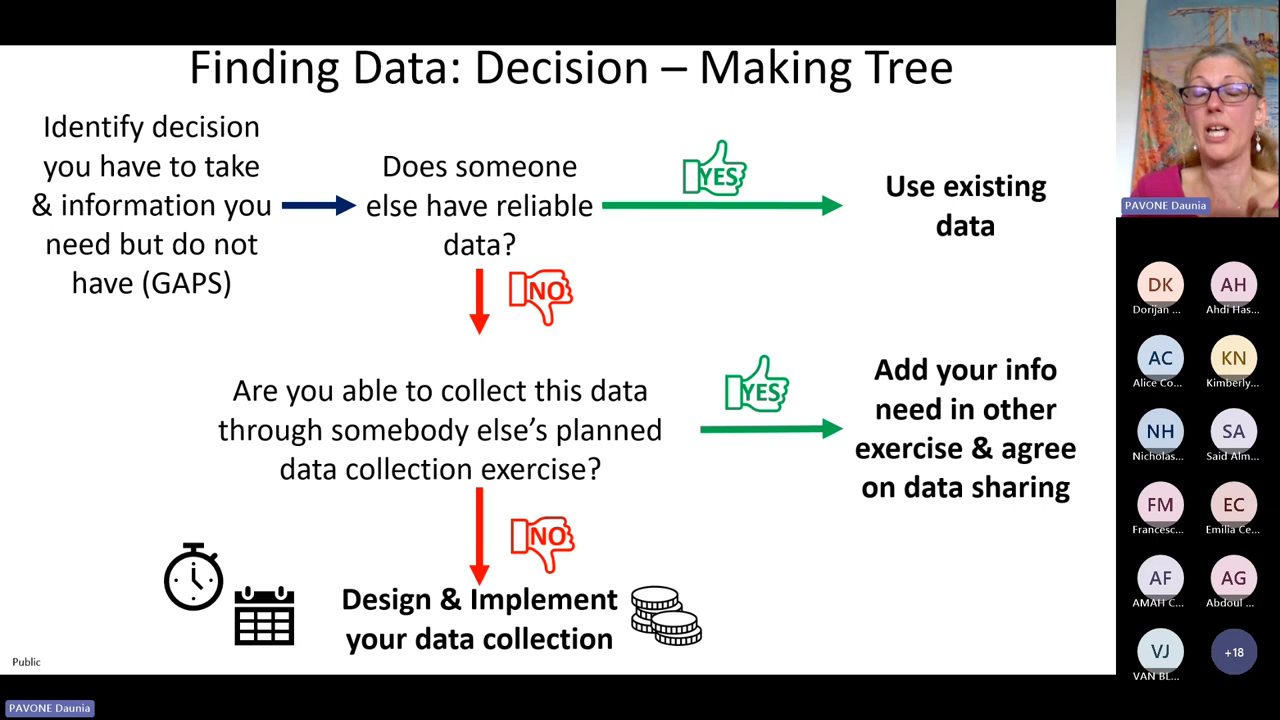 Finding Data: Decision – Making Tree
Identify decision
you have to take
& information you
need but do not
have (GAPS)
Does someone
else have reliable
data?
YES
Use existing
data
NO
Are you able to collect this data
through somebody else’s planned
data collection exercise?
YES
Add your info
need in other
exercise & agree
on data sharing
NO
Design & Implement
your data collection
Public
PAVONE Daunia
PAVONE Daunia
DK
Dorijan ...
AH
Ahdi Has...
AC
Alice Co...
KN
Kimberly...
NH
Nicholas...
SA
Said Alm...
FM
Francesc...
EC
Emilia Ce...
AF
AMAH C...
AG
Abdoul ...
VJ
VAN BL...
+18